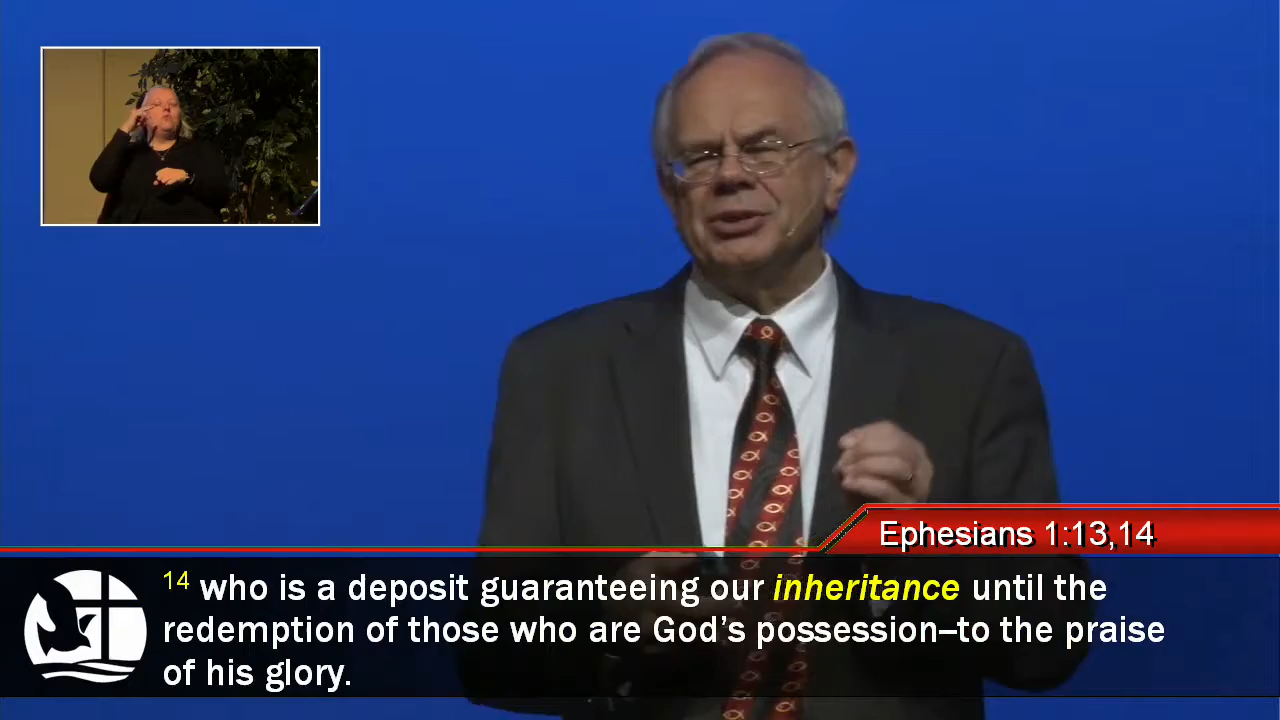 Ephesians 1:13,14
14 who is a deposit guaranteeing our inheritance until the
redemption of those who are God’s possession–to the praise
of his glory.